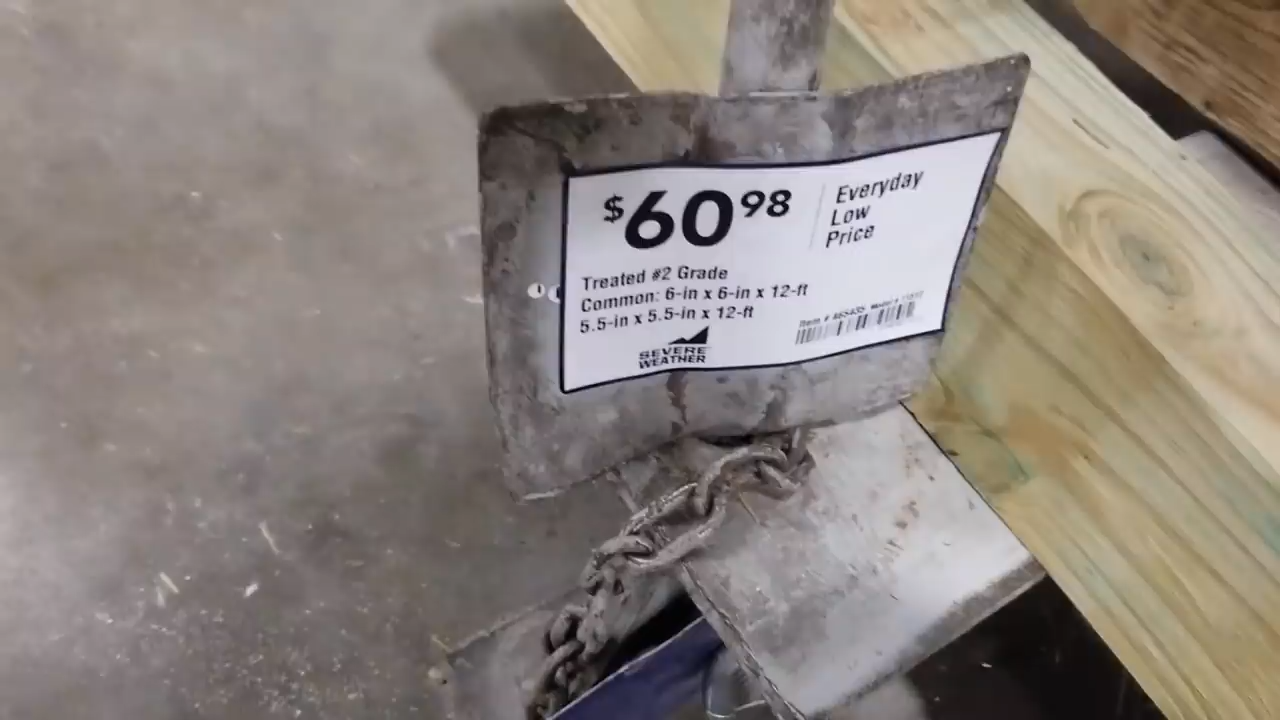 $60 98
Everyday
Low
Price
Treated #2 Grade
Common: 6-in x 6-in x 12-ft
5.5-in x 5.5-in x 12-ft
Item #
SEVERE
WEATHER